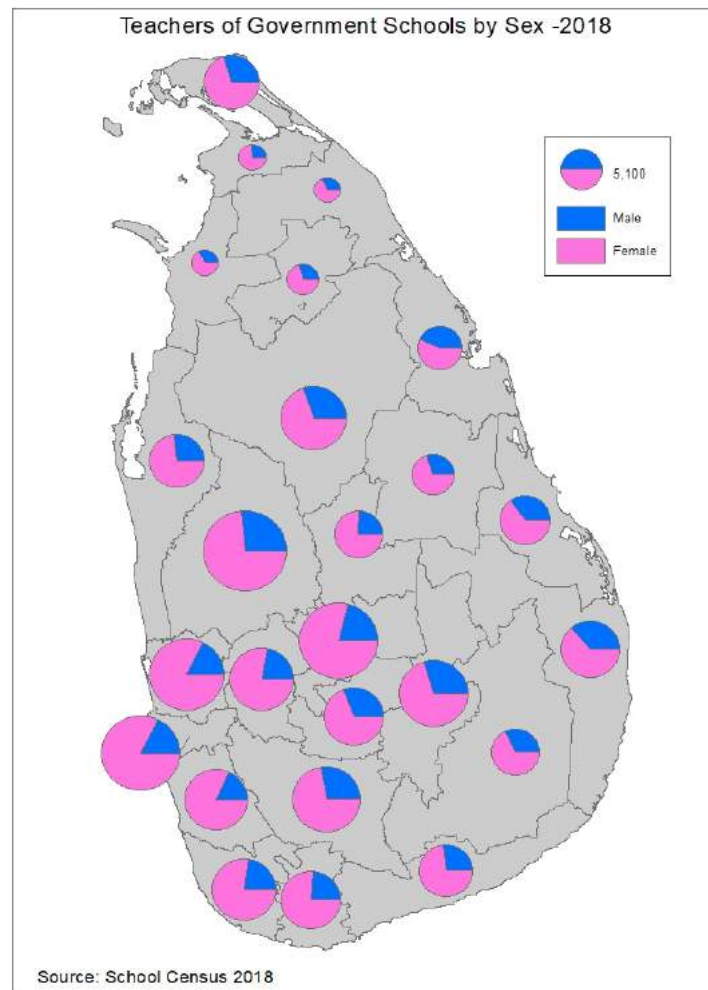 Teachers of Government Schools by Sex -2018
5,100
Male
Female
Source: School Census 2018